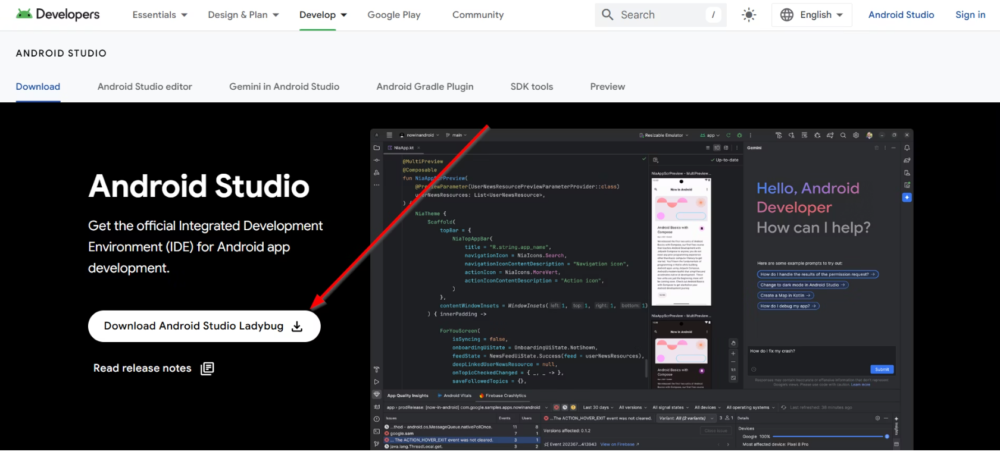 Developers
Essentials
Design & Plan
Develop
Google Play
Community
Search
/
English
Android Studio
Sign in
ANDROID STUDIO
Download
Android Studio editor
Gemini in Android Studio
Android Gradle Plugin
SDK tools
Preview
Android Studio
Get the official Integrated Development
Environment (IDE) for Android app
development.
Download Android Studio Ladybug
Read release notes
nowinandroid
main
Resizable Emulator
app
NiaApp.kt
@MultiPreview
@Composable
fun NiaAppScrPreview(
@PreviewParameter(UserNewsResourcePreviewParameterProvider::class)
userNewsResources: List<UserNewsResource>,
) {
NiaTheme {
Scaffold(
topBar = {
NiaTopAppBar(
title = "R.string.app_name",
navigationIcon = NiaIcons.Search,
navigationIconContentDescription = "Navigation icon",
actionIcon = NiaIcons.MoreVert,
actionIconContentDescription = "Action icon",
)
},
contentWindowInsets = WindowInsets( left: 1, top: 1, right: 1, bottom: 1)
) { innerPadding ->
ForYouScreen(
isSyncing = false,
onboardingUiState = OnboardingUiState.NotShown,
feedState = NewsFeedUiState.Success(feed = userNewsResources),
deepLinkedUserNewsResource = null,
onTopicCheckedChanged = { _, _ -> },
saveFollowedTopics = {},
Up-to-date
NiaAppScrPreview - MultiPreview...
Now in Android
Android Basics with
Compose
NiaAppScrPreview - MultiPreview...
Now in Android
Android Basics with
Compose
1:1
Gemini
Hello, Android
Developer
How can I help?
Here are some example prompts to try out:
How do I handle the results of the permission request? →
Change to dark mode in Android Studio →
Create a Map in Kotlin →
How do I debug my app? →
How do I fix my crash?
Submit
Responses may contain inaccurate or offensive information that don't represent
Google's views. Please use code with caution. Learn more
App Quality Insights
Android Vitals
Firebase Crashlytics
app › prodRelease: [now-in-android] com.google.samples.apps.nowinandroid
Last 30 days
All versions
All signal states
All devices
All operating systems
Last refreshed: 38 minutes ago
Issues Events Users
...thod - android.os.MessageQueue.nativePollOnce. 11 8
google.sam 7 1
... The ACTION_HOVER_EXIT event was not cleared. 3 1
java.lang.ThreadLocal.get. 3 2
...The ACTION_HOVER_EXIT event was not cleared.
Variant: All (2 variants)
3 1
Versions affected: 0.1.2
Close issue
Event 202367...413943 View on Firebase
Details
Devices
Google 100%
Most affected device: Pixel 8 Pro
Insights